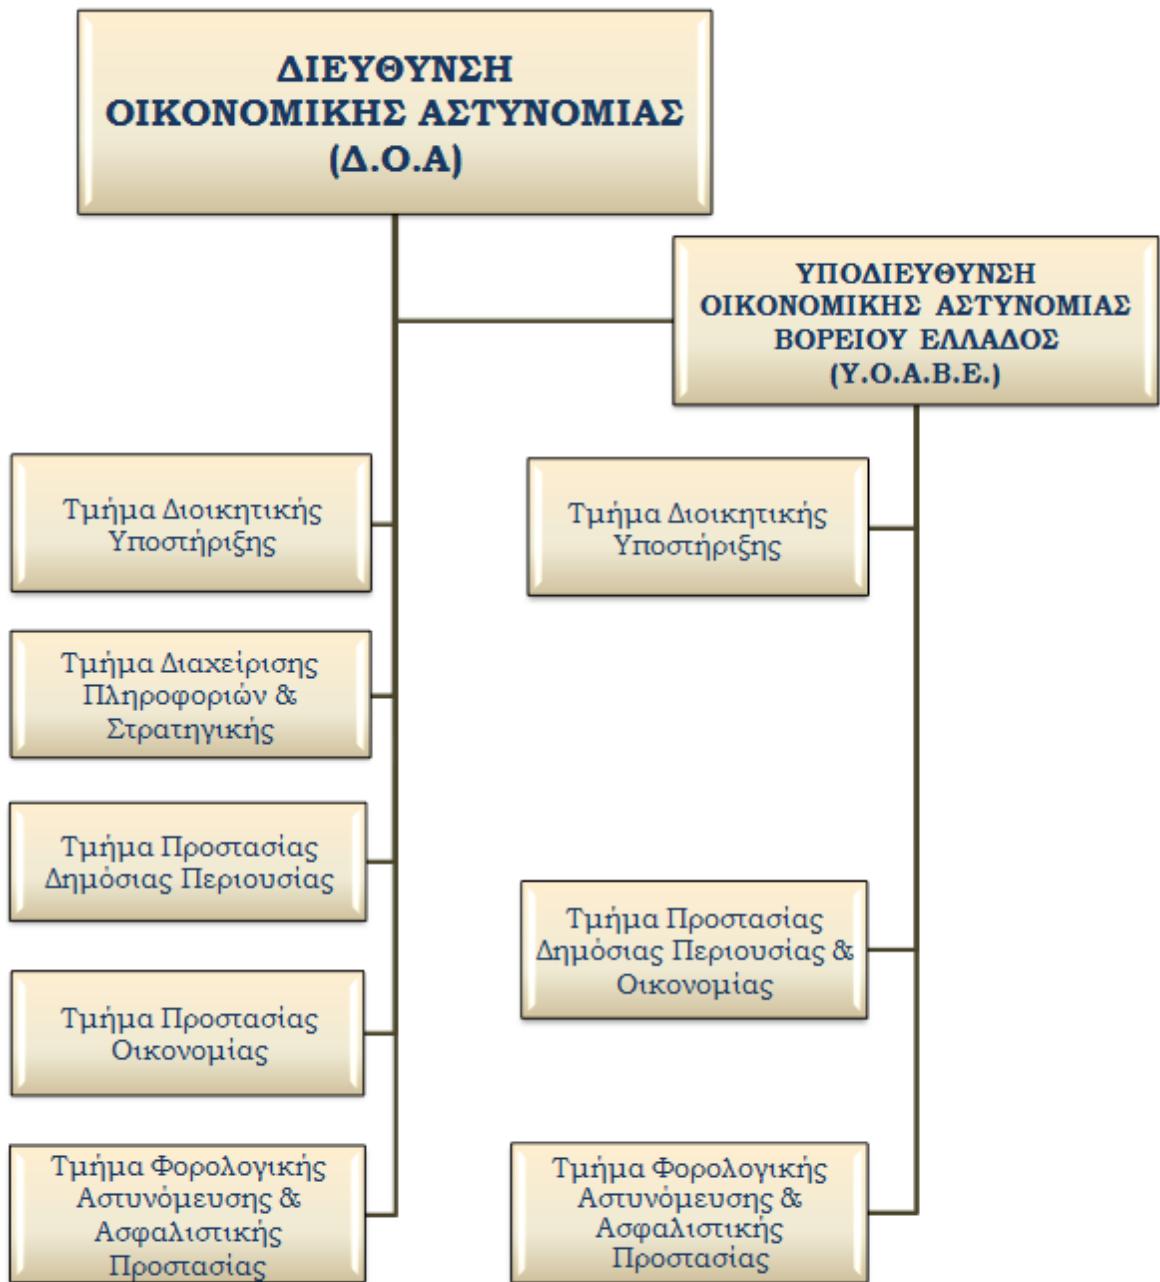 ΔΙΕΥΘΥΝΣΗ
ΟΙΚΟΝΟΜΙΚΗΣ ΑΣΤΥΝΟΜΙΑΣ
(Δ.Ο.Α)
ΥΠΟΔΙΕΥΘΥΝΣΗ
ΟΙΚΟΝΟΜΙΚΗΣ ΑΣΤΥΝΟΜΙΑΣ
ΒΟΡΕΙΟΥ ΕΛΛΑΔΟΣ
(Υ.Ο.Α.Β.Ε.)
Τμήμα Διοικητικής
Υποστήριξης
Τμήμα Διαχείρισης
Πληροφοριών &
Στρατηγικής
Τμήμα Προστασίας
Δημόσιας Περιουσίας
Τμήμα Προστασίας
Οικονομίας
Τμήμα Φορολογικής
Αστυνόμευσης &
Ασφαλιστικής
Προστασίας
Τμήμα Διοικητικής
Υποστήριξης
Τμήμα Προστασίας
Δημόσιας Περιουσίας &
Οικονομίας
Τμήμα Φορολογικής
Αστυνόμευσης &
Ασφαλιστικής
Προστασίας